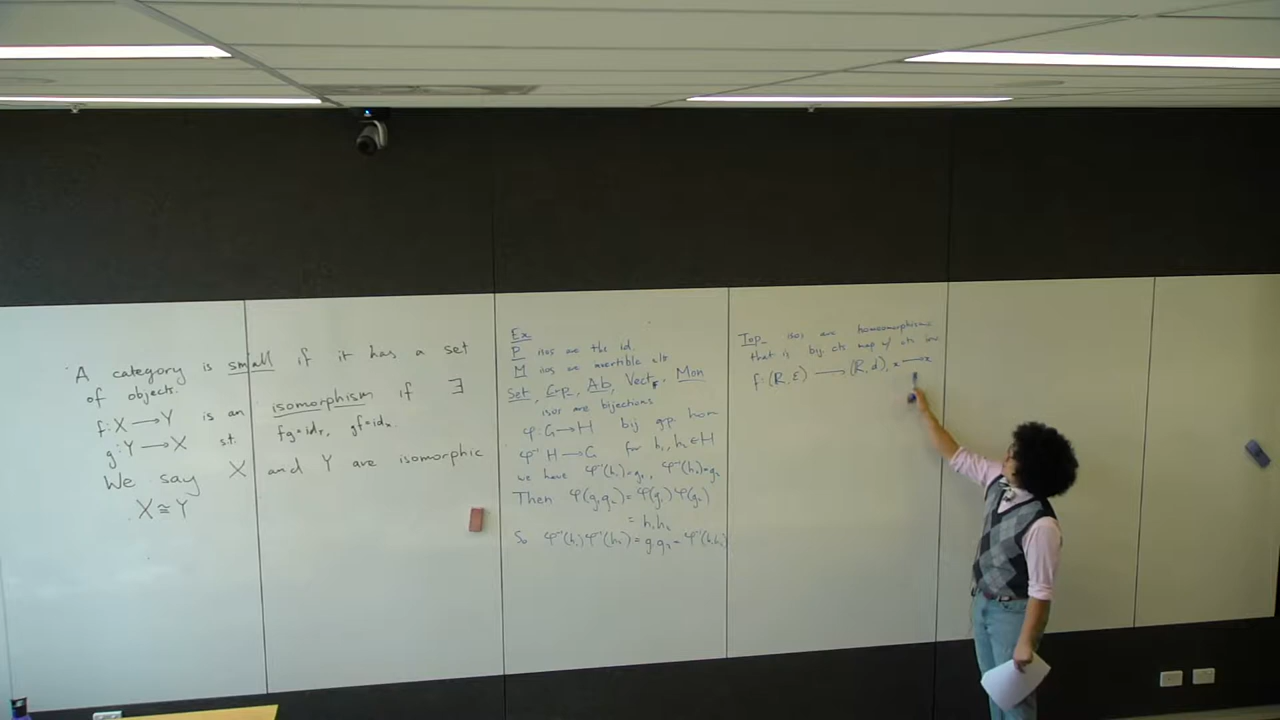 A category is small if it has a set
of objects.
f: X → Y is an isomorphism if ∃
g: Y → X st. fg = id_Y, gf = id_X
We say X and Y are isomorphic
X ≅ Y
Ex
P isos are the id.
M isos are invertible elt
Set, Grp, Ab, Vect_F, Mon
isos are bijections
φ: G → H bij gp hom
φ⁻¹ H → G for h₁, h₂ ∈ H
we have φ⁻¹(h₁) = g₁, φ⁻¹(h₂) = g₂
Then φ(g₁g₂) = φ(g₁)φ(g₂)
= h₁h₂
So φ⁻¹(h₁)φ⁻¹(h₂) = g₁g₂ = φ⁻¹(h₁h₂)
Top isos are homeomorphisms
that is bij cts map w/ cts inv
f: (R, ε) → (R, d), x → x